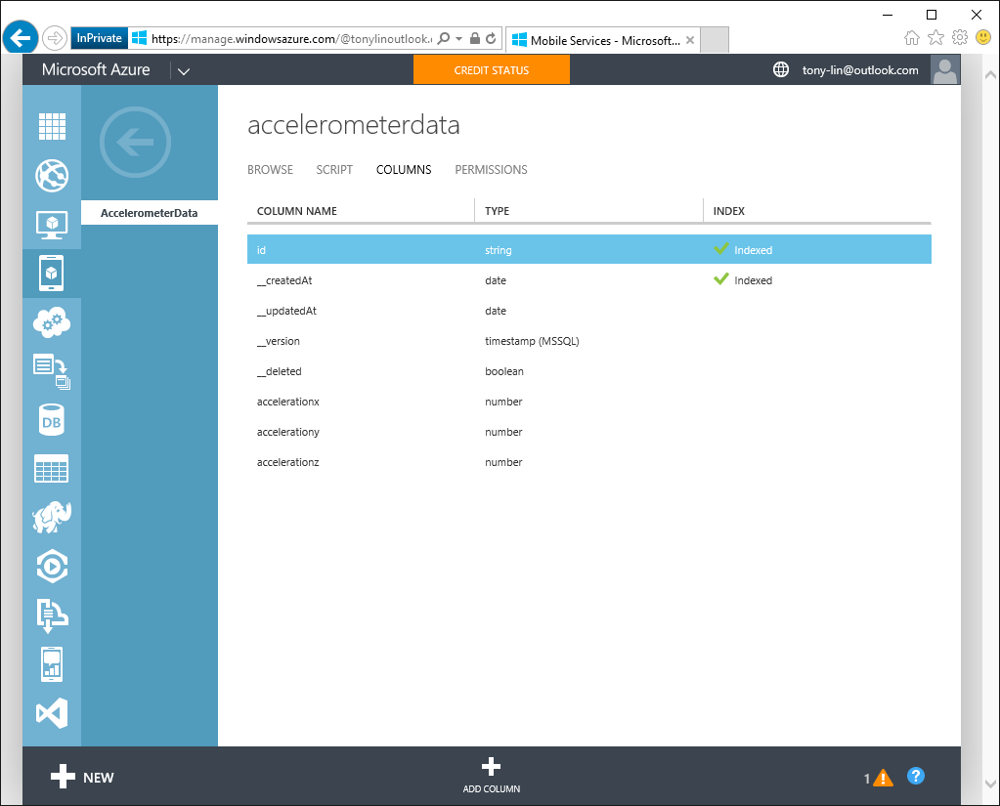 InPrivate
https://manage.windowsazure.com/@tonylinoutlook.
Mobile Services - Microsoft...
Microsoft Azure
CREDIT STATUS
tony-lin@outlook.com
accelerometerdata
BROWSE SCRIPT COLUMNS PERMISSIONS
AccelerometerData
COLUMN NAME TYPE INDEX
id string Indexed
__createdAt date Indexed
__updatedAt date
__version timestamp (MSSQL)
__deleted boolean
accelerationx number
accelerationy number
accelerationz number
DB
NEW
ADD COLUMN
1
?